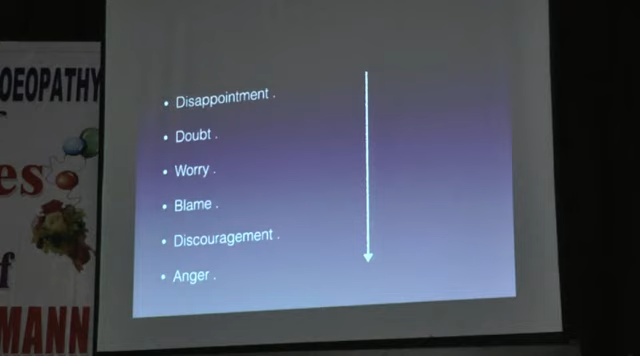 OEOPATHY
es
f
MANN
• Disappointment .
• Doubt .
• Worry .
• Blame .
• Discouragement .
• Anger .